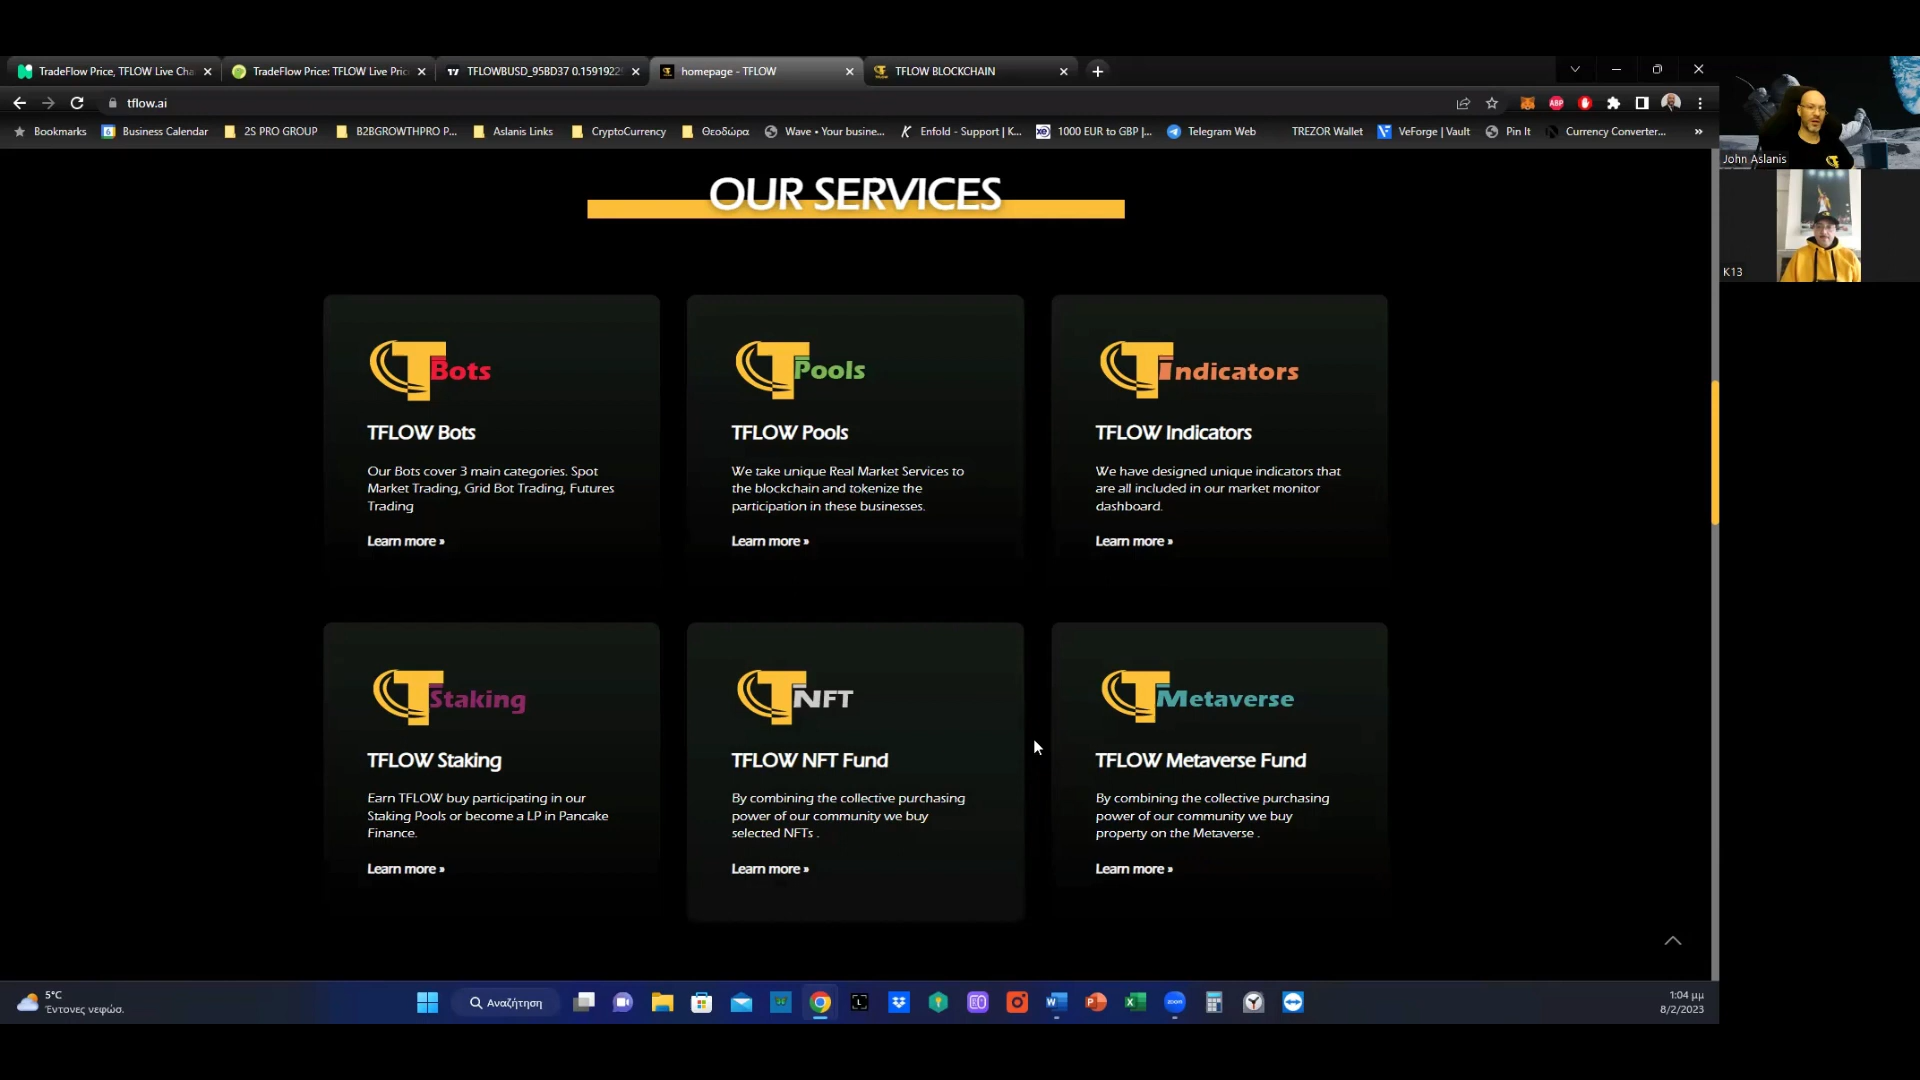 TradeFlow Price, TFLOW Live Cha
TradeFlow Price: TFLOW Live Pric
TFLOWBUSD_95BD37 0.1591922
homepage - TFLOW
TFLOW BLOCKCHAIN
tflow.ai
Bookmarks
Business Calendar
2S PRO GROUP
B2BGROWTHPRO P...
Aslanis Links
CryptoCurrency
Θεοδώρα
Wave • Your busine...
Enfold - Support | K...
1000 EUR to GBP |...
Telegram Web
TREZOR Wallet
VeForge | Vault
Pin It
Currency Converter...
»
John Aslanis
K13
OUR SERVICES
TBots
TFLOW Bots
Our Bots cover 3 main categories. Spot
Market Trading, Grid Bot Trading, Futures
Trading
Learn more »
TPools
TFLOW Pools
We take unique Real Market Services to
the blockchain and tokenize the
participation in these businesses.
Learn more »
TIndicators
TFLOW Indicators
We have designed unique indicators that
are all included in our market monitor
dashboard.
Learn more »
TStaking
TFLOW Staking
Earn TFLOW buy participating in our
Staking Pools or become a LP in Pancake
Finance.
Learn more »
TNFT
TFLOW NFT Fund
By combining the collective purchasing
power of our community we buy
selected NFTs .
Learn more »
TMetaverse
TFLOW Metaverse Fund
By combining the collective purchasing
power of our community we buy
property on the Metaverse .
Learn more »
5°C
Έντονες νεφώσ.
Αναζήτηση
1:04 μμ
8/2/2023